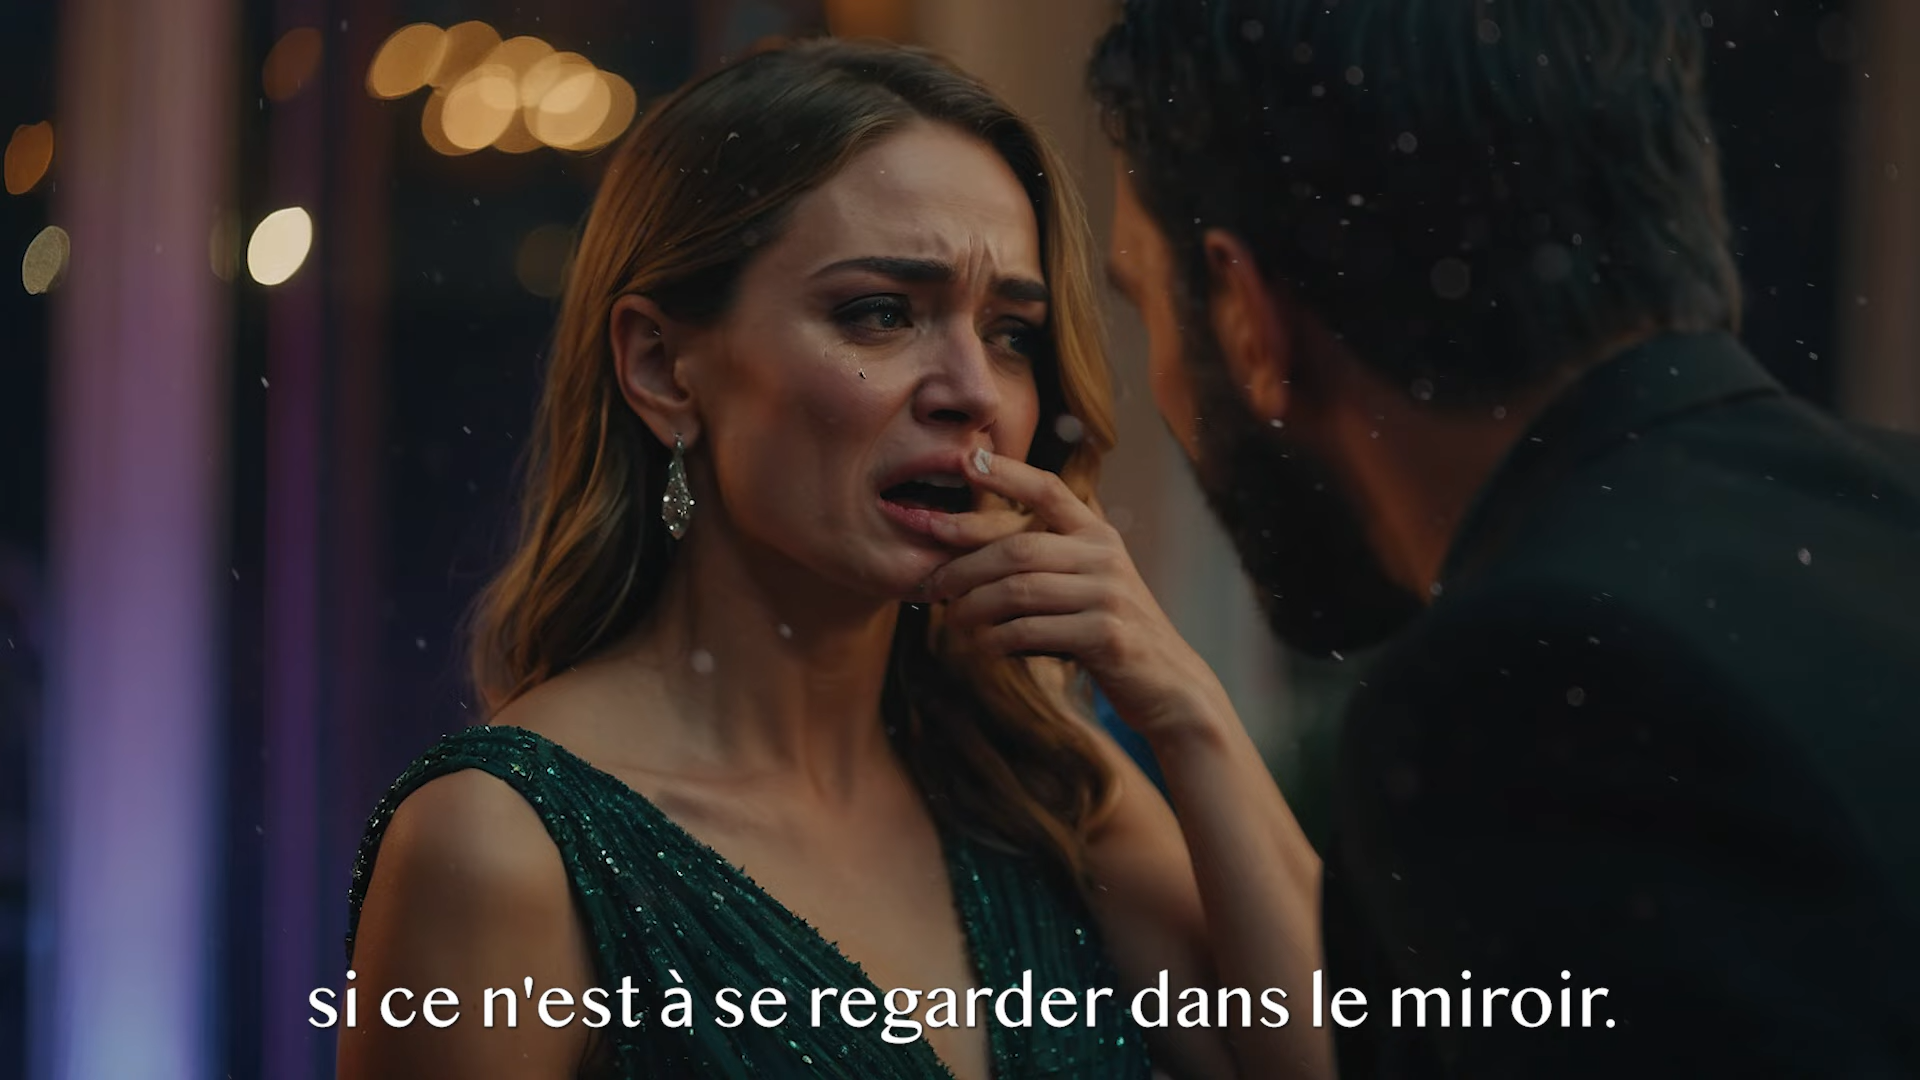 si ce n'est à se regarder dans le miroir.